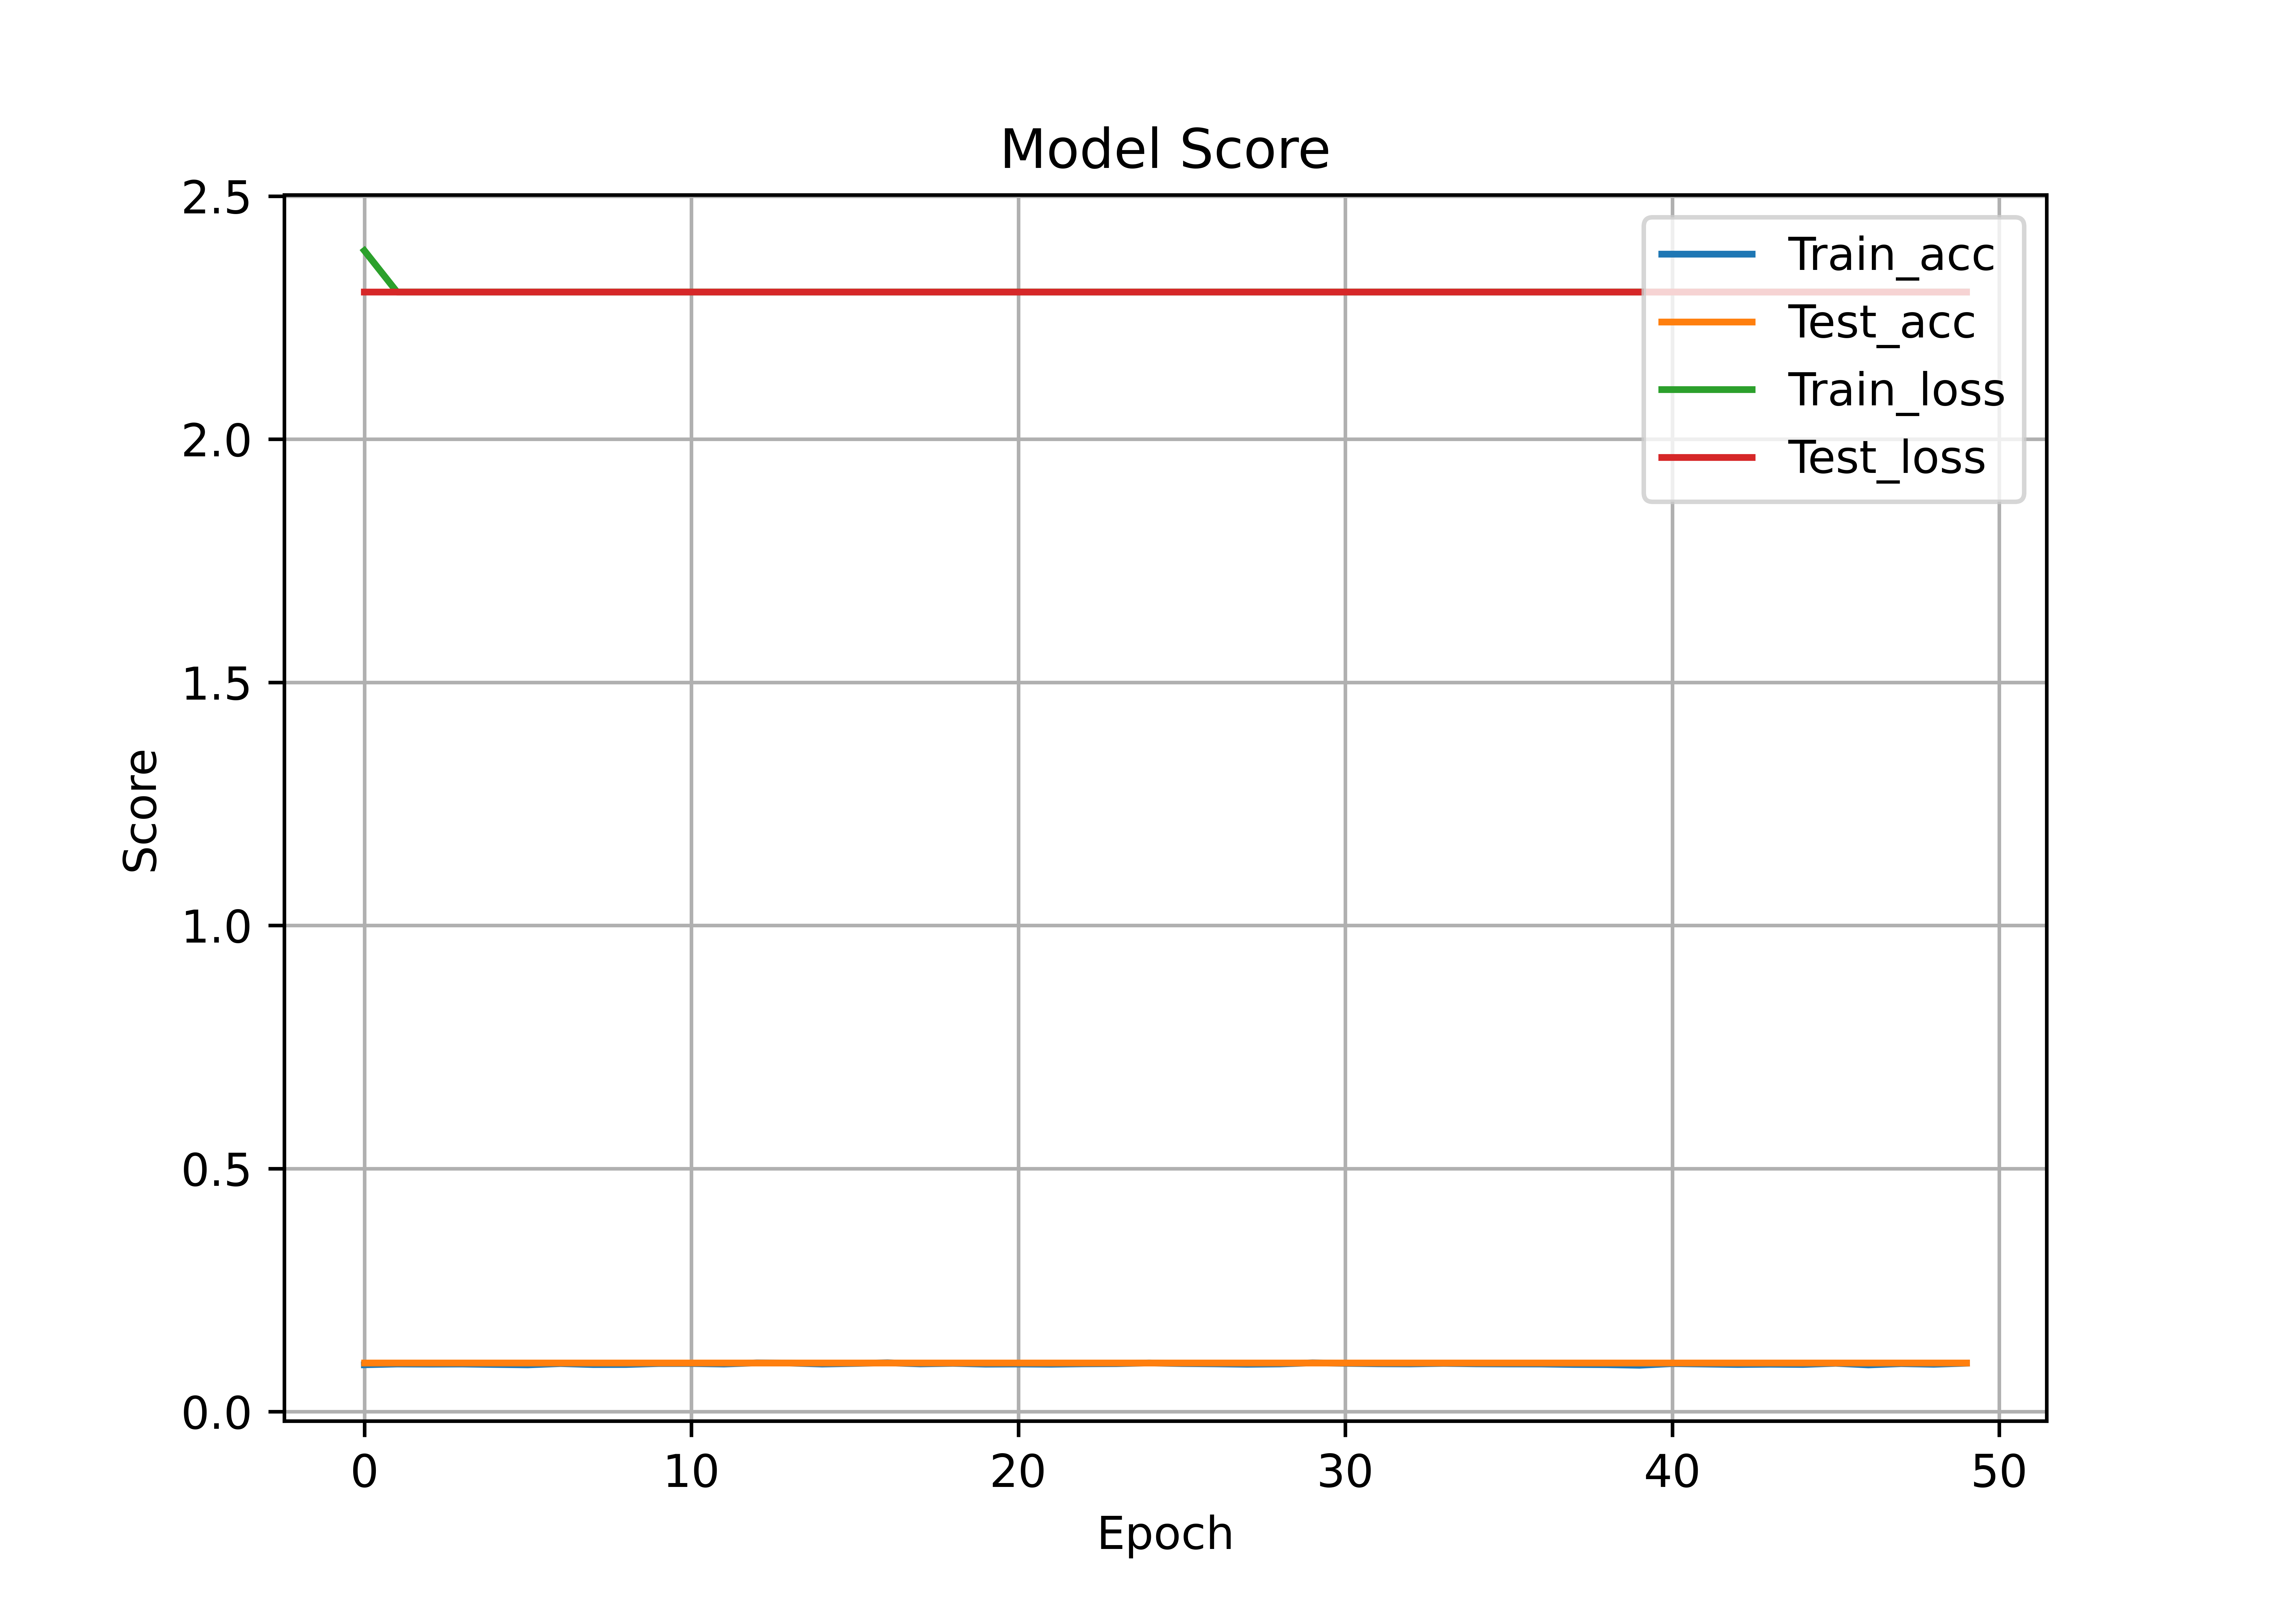 Model Score
2.5
2.0
1.5
1.0
0.5
0.0
Score
Train_acc
Test_acc
Train_loss
Test_loss
0 10 20 30 40 50
Epoch